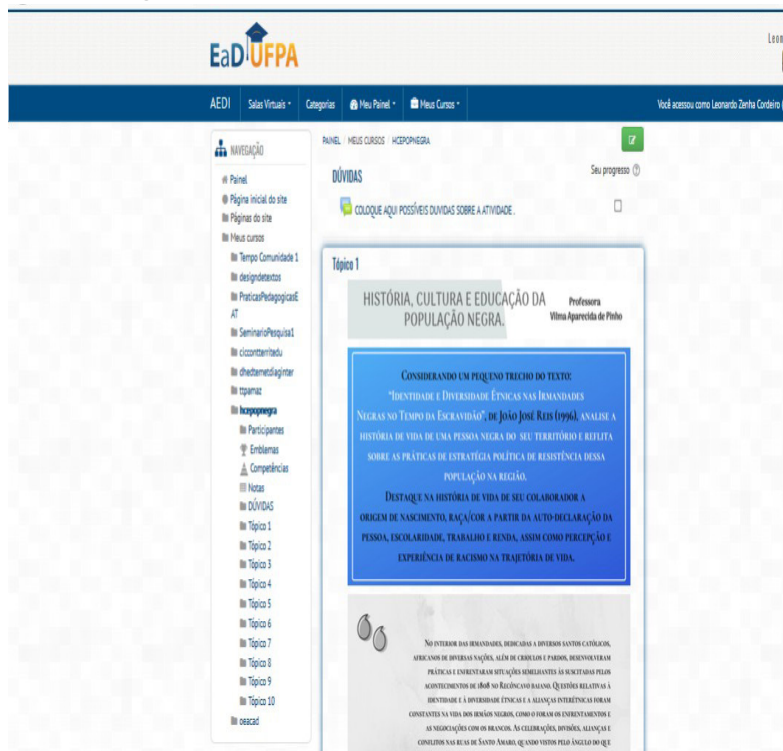 EaD UFPA
Leon
AEDI Salas Virtuais Categorias Meu Painel Meus Cursos Você acessou como Leonardo Zenha Cordeiro (
NAVEGAÇÃO
Painel
Página inicial do site
Páginas do site
Meus cursos
Tempo Comunidade 1
designdetextos
PraticasPedagogicasE
AT
SeminarioPesquisa1
ciccontterritedu
dhedtemetdiaginter
ttpamaz
hcepopnegra
Participantes
Emblemas
Competências
Notas
DÚVIDAS
Tópico 1
Tópico 2
Tópico 3
Tópico 4
Tópico 5
Tópico 6
Tópico 7
Tópico 8
Tópico 9
Tópico 10
oeacad
PAINEL / MEUS CURSOS / HCEPOPNEGRA
Seu progresso
DÚVIDAS
COLOQUE AQUI POSSÍVEIS DUVIDAS SOBRE A ATIVIDADE .
Tópico 1
HISTÓRIA, CULTURA E EDUCAÇÃO DA
POPULAÇÃO NEGRA.
Professora
Vilma Aparecida de Pinho
CONSIDERANDO UM PEQUENO TRECHO DO TEXTO:
"IDENTIDADE E DIVERSIDADE ÉTNICAS NAS IRMANDADES
NEGRAS NO TEMPO DA ESCRAVIDÃO", DE JOÃO JOSÉ REIS (1996), ANALISE A
HISTÓRIA DE VIDA DE UMA PESSOA NEGRA DO SEU TERRITÓRIO E REFLITA
SOBRE AS PRÁTICAS DE ESTRATÉGIA POLÍTICA DE RESISTÊNCIA DESSA
POPULAÇÃO NA REGIÃO.
DESTAQUE NA HISTÓRIA DE VIDA DE SEU COLABORADOR A
ORIGEM DE NASCIMENTO, RAÇA/COR A PARTIR DA AUTO-DECLARAÇÃO DA
PESSOA, ESCOLARIDADE, TRABALHO E RENDA, ASSIM COMO PERCEPÇÃO E
EXPERIÊNCIA DE RACISMO NA TRAJETÓRIA DE VIDA.
NO INTERIOR DAS IRMANDADES, DEDICADAS A DIVERSOS SANTOS CATÓLICOS,
AFRICANOS DE DIVERSAS NAÇÕES, ALÉM DE CRIOULOS E PARDOS, DESENVOLVERAM
PRÁTICAS E ENFRENTARAM SITUAÇÕES SEMELHANTES ÀS SUSCITADAS PELOS
ACONTECIMENTOS DE 1808 NO RECÔNCAVO BAIANO. QUESTÕES RELATIVAS À
IDENTIDADE E À DIVERSIDADE ÉTNICAS E A ALIANÇAS INTERÉTNICAS FORAM
CONSTANTES NA VIDA DOS IRMÃOS NEGROS, COMO O FORAM OS ENFRENTAMENTOS E
AS NEGOCIAÇÕES COM OS BRANCOS. AS CELEBRAÇÕES, DIVISÕES, ALIANÇAS E
CONFLITOS NAS RUAS DE SANTO AMARO, QUANDO VISTOS PELO ÂNGULO DO QUE